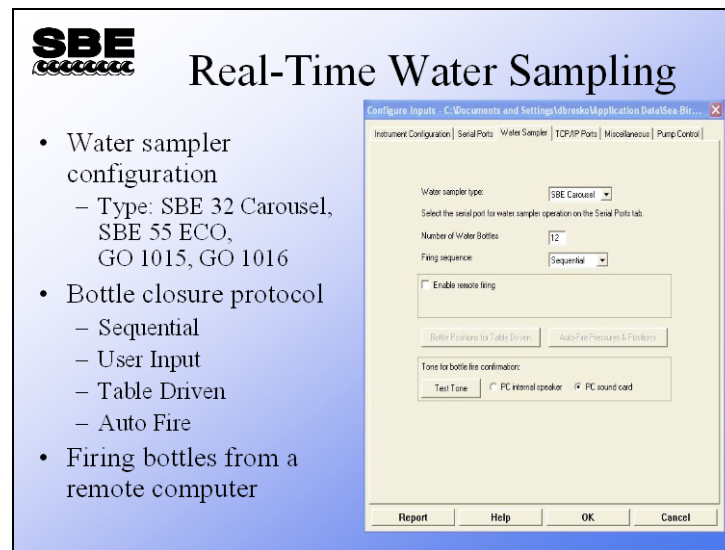 SBE
Real-Time Water Sampling
• Water sampler
configuration
– Type: SBE 32 Carousel,
SBE 55 ECO,
GO 1015, GO 1016
• Bottle closure protocol
– Sequential
– User Input
– Table Driven
– Auto Fire
• Firing bottles from a
remote computer
Configure Inputs - C:\Documents and Settings\dbresko\Application Data\Sea-Bir...
Instrument Configuration | Serial Ports | Water Sampler | TCP/IP Ports | Miscellaneous | Pump Control
Water sampler type: SBE Carousel
Select the serial port for water sampler operation on the Serial Ports tab.
Number of Water Bottles 12
Firing sequence: Sequential
Enable remote firing
Bottle Positions for Table Driven Auto-Fire Pressures & Positions
Tone for bottle fire confirmation:
Test Tone PC internal speaker PC sound card
Report Help OK Cancel